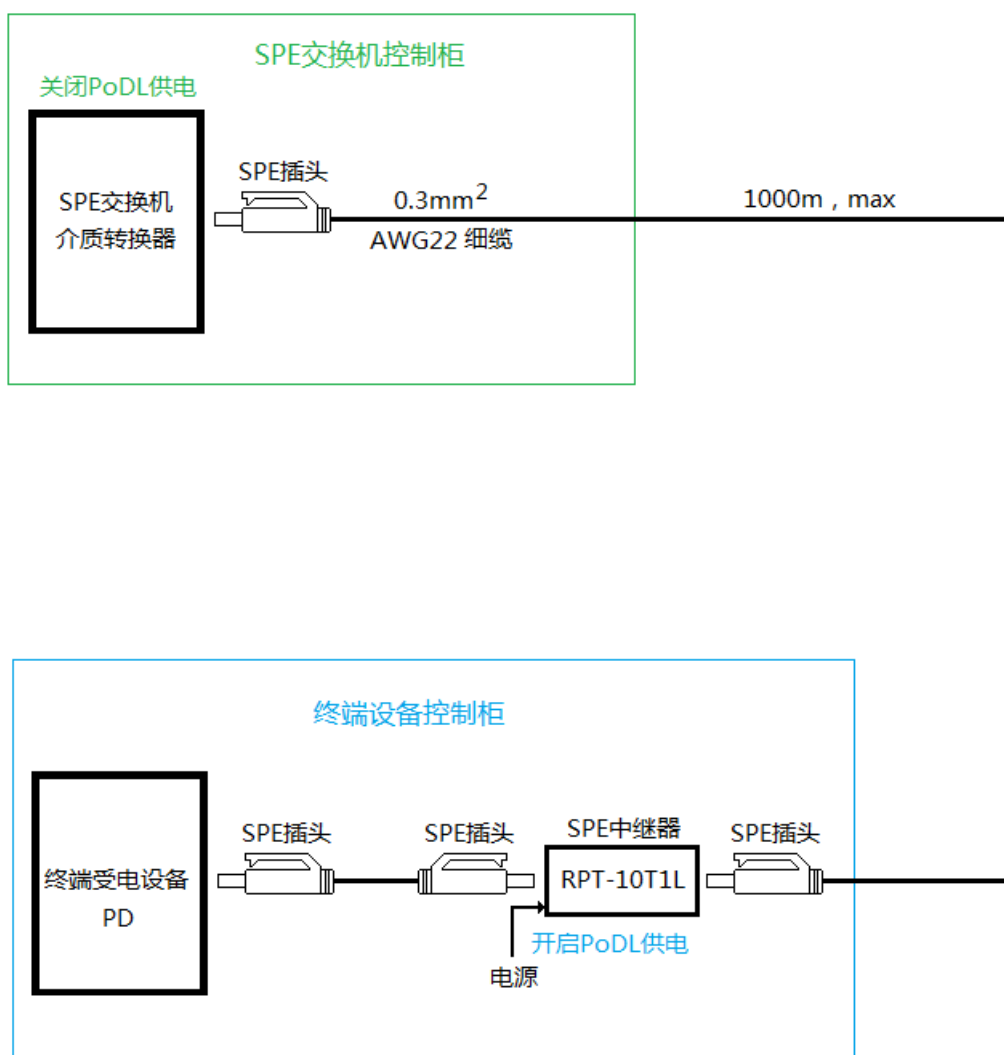 SPE交换机控制柜
关闭PoDL供电
SPE交换机
介质转换器
SPE插头
0.3mm²
AWG22 细缆
1000m，max
终端设备控制柜
终端受电设备
PD
SPE插头
SPE插头
SPE中继器
RPT-10T1L
SPE插头
开启PoDL供电
电源